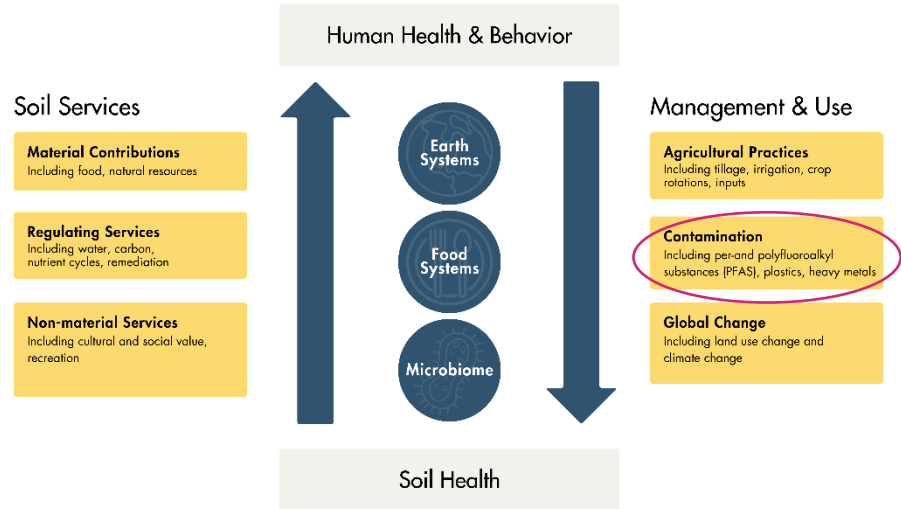 Human Health & Behavior
Soil Services
Material Contributions
Including food, natural resources
Regulating Services
Including water, carbon,
nutrient cycles, remediation
Non-material Services
Including cultural and social value,
recreation
Earth
Systems
Food
Systems
Microbiome
Management & Use
Agricultural Practices
Including tillage, irrigation, crop
rotations, inputs
Contamination
Including per-and polyfluoroalkyl
substances (PFAS), plastics, heavy metals
Global Change
Including land use change and
climate change
Soil Health